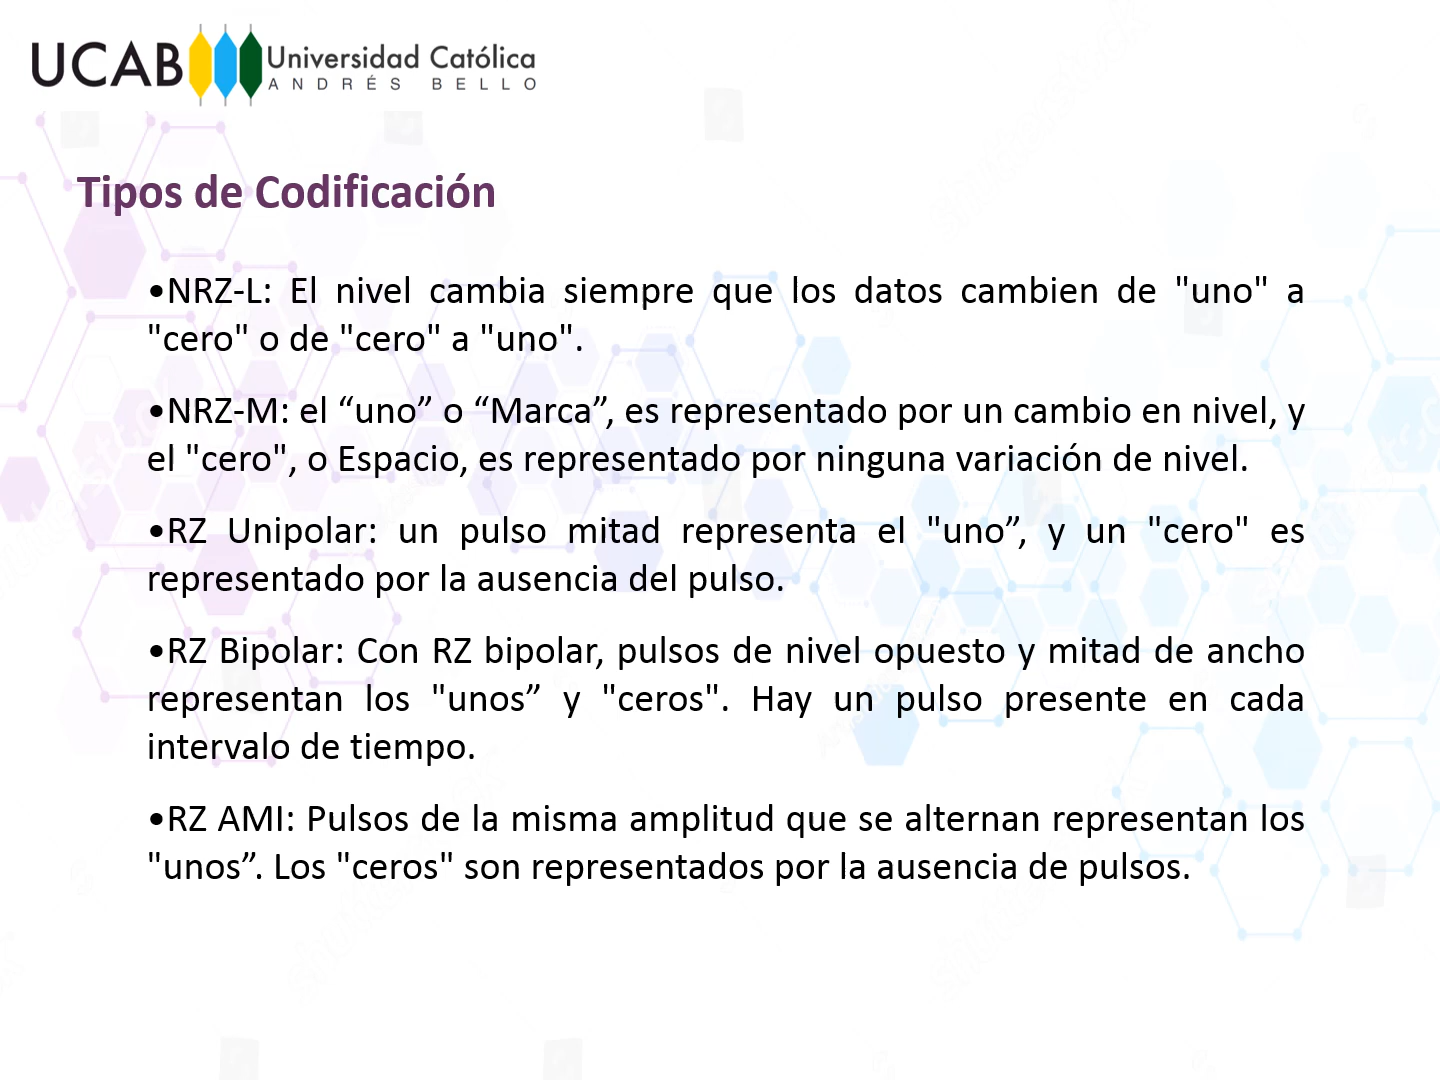 UCAB Universidad Católica
ANDRÉS BELLO
Tipos de Codificación
•NRZ-L: El nivel cambia siempre que los datos cambien de "uno" a
"cero" o de "cero" a "uno".
•NRZ-M: el “uno” o “Marca”, es representado por un cambio en nivel, y
el "cero", o Espacio, es representado por ninguna variación de nivel.
•RZ Unipolar: un pulso mitad representa el "uno”, y un "cero" es
representado por la ausencia del pulso.
•RZ Bipolar: Con RZ bipolar, pulsos de nivel opuesto y mitad de ancho
representan los "unos” y "ceros". Hay un pulso presente en cada
intervalo de tiempo.
•RZ AMI: Pulsos de la misma amplitud que se alternan representan los
"unos”. Los "ceros" son representados por la ausencia de pulsos.